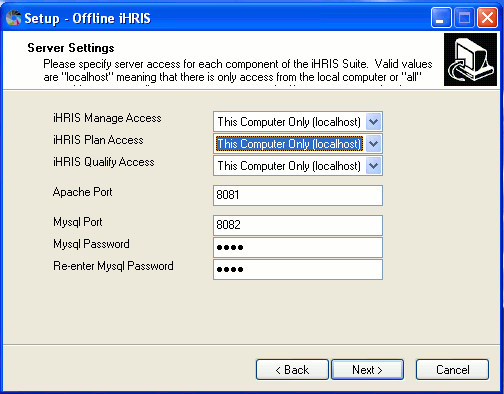 Setup - Offline iHRIS
Server Settings
Please specify server access for each component of the iHRIS Suite. Valid values
are "localhost" meaning that there is only access from the local computer or "all"
iHRIS Manage Access
This Computer Only (localhost)
iHRIS Plan Access
This Computer Only (localhost)
iHRIS Qualify Access
This Computer Only (localhost)
Apache Port
8081
Mysql Port
8082
Mysql Password
●●●●
Re-enter Mysql Password
●●●●
< Back
Next >
Cancel